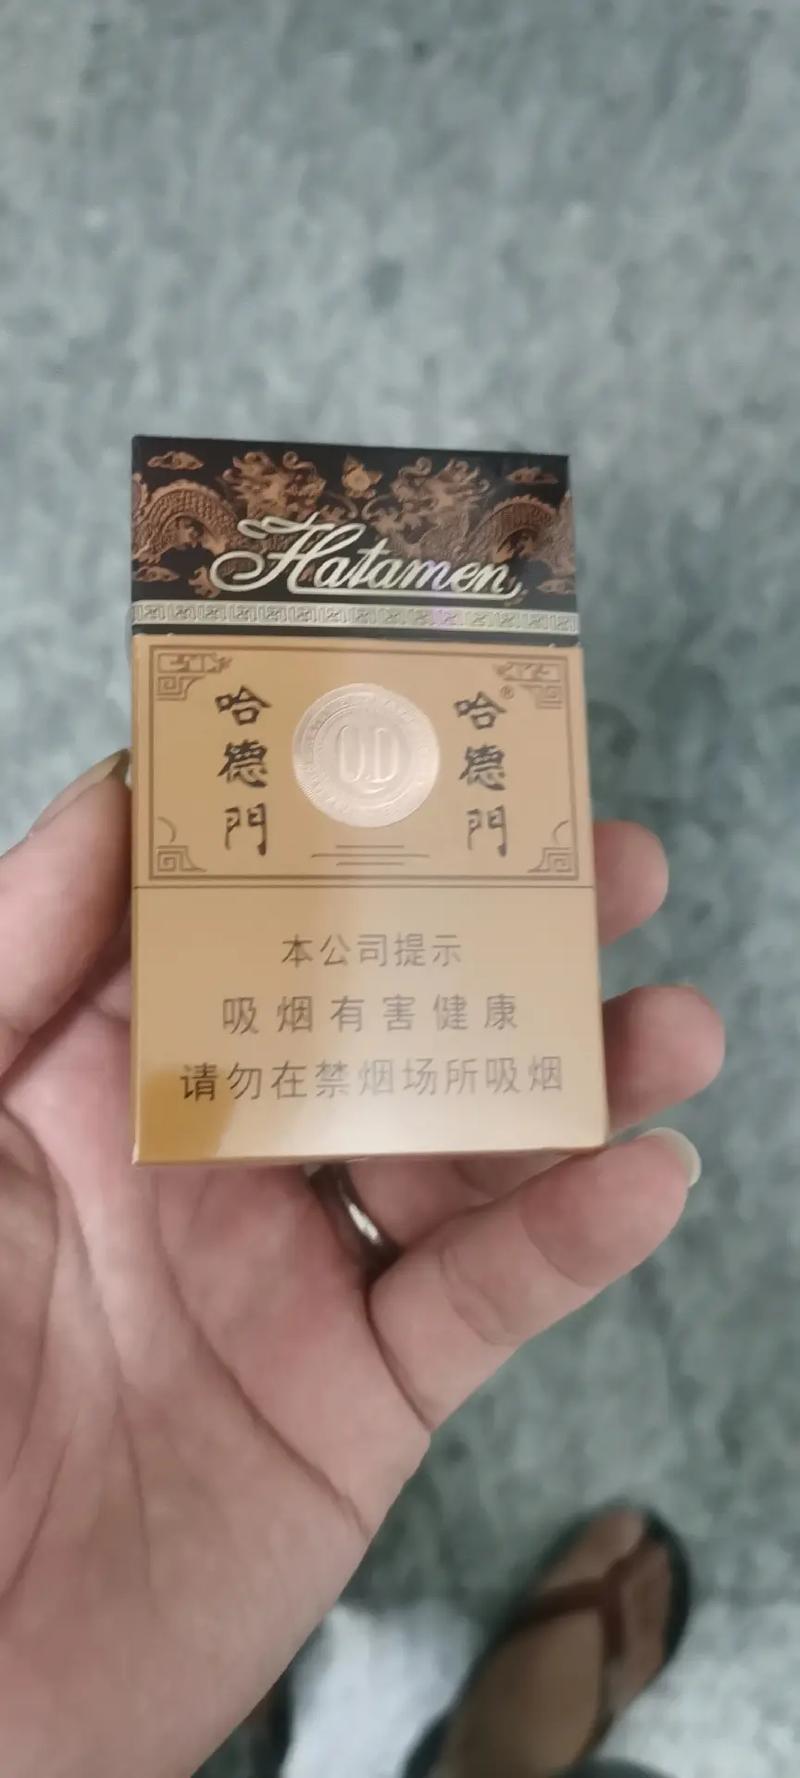 Hatamen
哈德門
哈德門®
本公司提示
吸烟有害健康
请勿在禁烟场所吸烟